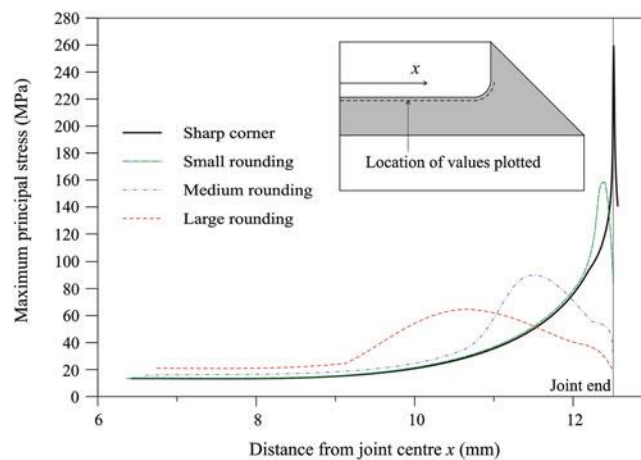 280
260
240
220
200
180
160
140
120
100
80
60
40
20
0
Maximum principal stress (MPa)
x
Location of values plotted
Sharp corner
Small rounding
Medium rounding
Large rounding
Joint end
6
8
10
12
Distance from joint centre x (mm)